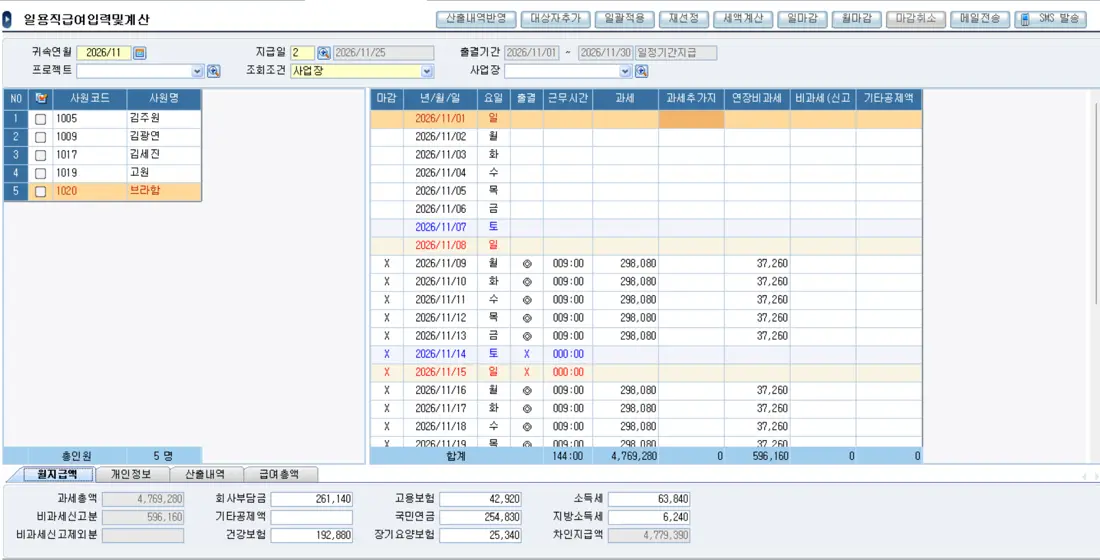 일용직급여입력및계산
산출내역반영 대상자추가 일괄적용 재선정 세액계산 일마감 월마감 마감취소 메일전송 SMS 발송
귀속연월 2026/11 지급일 2 2026/11/25 출결기간 2026/11/01 ~ 2026/11/30 일정기간지급
프로젝트 조회조건 사업장 사업장
NO 사원코드 사원명
1 1005 김주원
2 1009 김광연
3 1017 김세진
4 1019 고원
5 1020 브라함
총인원 5 명
마감 년/월/일 요일 출결 근무시간 과세 과세추가지 연장비과세 비과세(신고 기타공제액
2026/11/01 일
2026/11/02 월
2026/11/03 화
2026/11/04 수
2026/11/05 목
2026/11/06 금
2026/11/07 토
2026/11/08 일
X 2026/11/09 월 ◎ 009:00 298,080 37,260
X 2026/11/10 화 ◎ 009:00 298,080 37,260
X 2026/11/11 수 ◎ 009:00 298,080 37,260
X 2026/11/12 목 ◎ 009:00 298,080 37,260
X 2026/11/13 금 ◎ 009:00 298,080 37,260
X 2026/11/14 토 X 000:00
X 2026/11/15 일 X 000:00
X 2026/11/16 월 ◎ 009:00 298,080 37,260
X 2026/11/17 화 ◎ 009:00 298,080 37,260
X 2026/11/18 수 ◎ 009:00 298,080 37,260
X 2026/11/19 목 ◎ 009:00 298,080 37,260
합계 144:00 4,769,280 0 596,160 0 0
월지급액 개인정보 산출내역 급여총액
과세총액 4,769,280 회사부담금 261,140 고용보험 42,920 소득세 63,840
비과세신고분 596,160 기타공제액 국민연금 254,830 지방소득세 6,240
비과세신고제외분 건강보험 192,880 장기요양보험 25,340 차인지급액 4,779,390